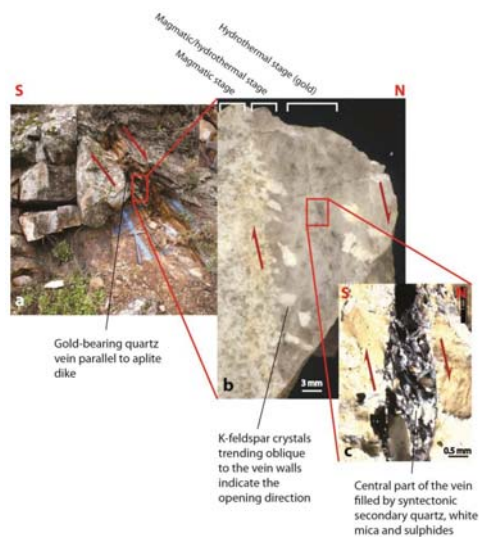 Hydrothermal stage (gold)
Magmatic/hydrothermal stage
Magmatic stage
S
N
a
Gold-bearing quartz
vein parallel to aplite
dike
b
3 mm
K-feldspar crystals
trending oblique
to the vein walls
indicate the
opening direction
S
c
0.5 mm
Central part of the vein
filled by syntectonic
secondary quartz, white
mica and sulphides